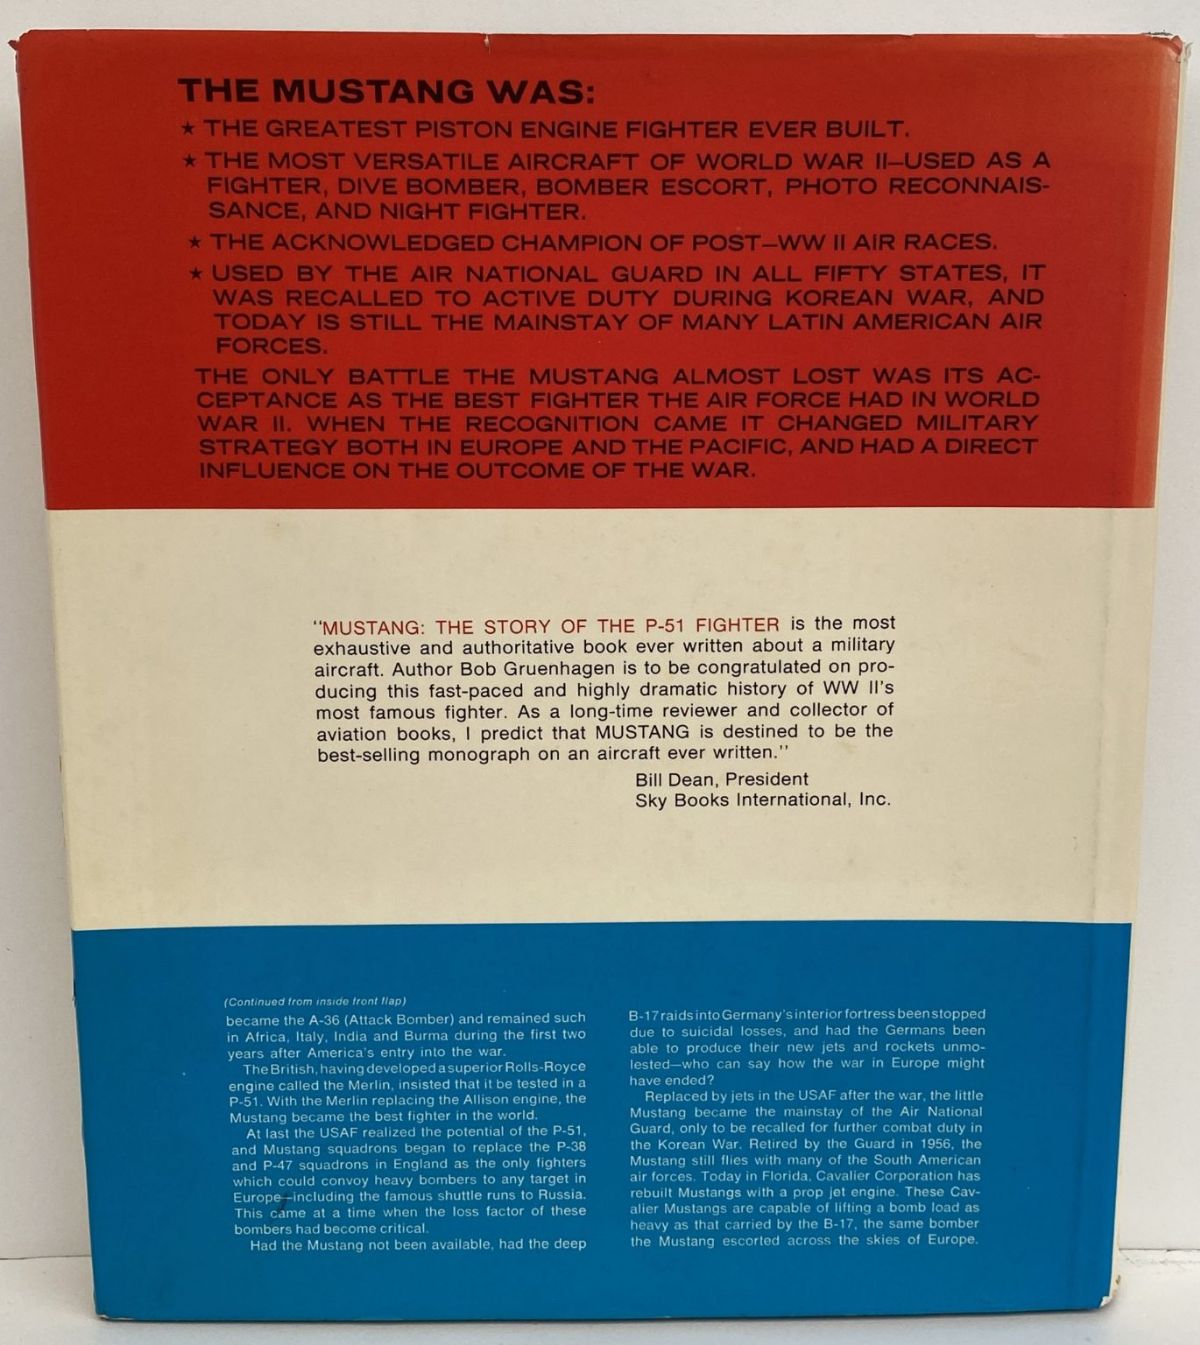 THE MUSTANG WAS:
★ THE GREATEST PISTON ENGINE FIGHTER EVER BUILT.
★ THE MOST VERSATILE AIRCRAFT OF WORLD WAR II—USED AS A
FIGHTER, DIVE BOMBER, BOMBER ESCORT, PHOTO RECONNAIS-
SANCE, AND NIGHT FIGHTER.
★ THE ACKNOWLEDGED CHAMPION OF POST—WW II AIR RACES.
★ USED BY THE AIR NATIONAL GUARD IN ALL FIFTY STATES, IT
WAS RECALLED TO ACTIVE DUTY DURING KOREAN WAR, AND
TODAY IS STILL THE MAINSTAY OF MANY LATIN AMERICAN AIR
FORCES.
THE ONLY BATTLE THE MUSTANG ALMOST LOST WAS ITS AC-
CEPTANCE AS THE BEST FIGHTER THE AIR FORCE HAD IN WORLD
WAR II. WHEN THE RECOGNITION CAME IT CHANGED MILITARY
STRATEGY BOTH IN EUROPE AND THE PACIFIC, AND HAD A DIRECT
INFLUENCE ON THE OUTCOME OF THE WAR.
"MUSTANG: THE STORY OF THE P-51 FIGHTER is the most
exhaustive and authoritative book ever written about a military
aircraft. Author Bob Gruenhagen is to be congratulated on pro-
ducing this fast-paced and highly dramatic history of WW II's
most famous fighter. As a long-time reviewer and collector of
aviation books, I predict that MUSTANG is destined to be the
best-selling monograph on an aircraft ever written."
Bill Dean, President
Sky Books International, Inc.
(Continued from inside front flap)
became the A-36 (Attack Bomber) and remained such
in Africa, Italy, India and Burma during the first two
years after America's entry into the war.
The British, having developed a superior Rolls-Royce
engine called the Merlin, insisted that it be tested in a
P-51. With the Merlin replacing the Allison engine, the
Mustang became the best fighter in the world.
At last the USAF realized the potential of the P-51,
and Mustang squadrons began to replace the P-38
and P-47 squadrons in England as the only fighters
which could convoy heavy bombers to any target in
Europe—including the famous shuttle runs to Russia.
This came at a time when the loss factor of these
bombers had become critical.
Had the Mustang not been available, had the deep
B-17 raids into Germany's interior fortress been stopped
due to suicidal losses, and had the Germans been
able to produce their new jets and rockets unmo-
lested—who can say how the war in Europe might
have ended?
Replaced by jets in the USAF after the war, the little
Mustang became the mainstay of the Air National
Guard, only to be recalled for further combat duty in
the Korean War. Retired by the Guard in 1956, the
Mustang still flies with many of the South American
air forces. Today in Florida, Cavalier Corporation has
rebuilt Mustangs with a prop jet engine. These Cav-
alier Mustangs are capable of lifting a bomb load as
heavy as that carried by the B-17, the same bomber
the Mustang escorted across the skies of Europe.